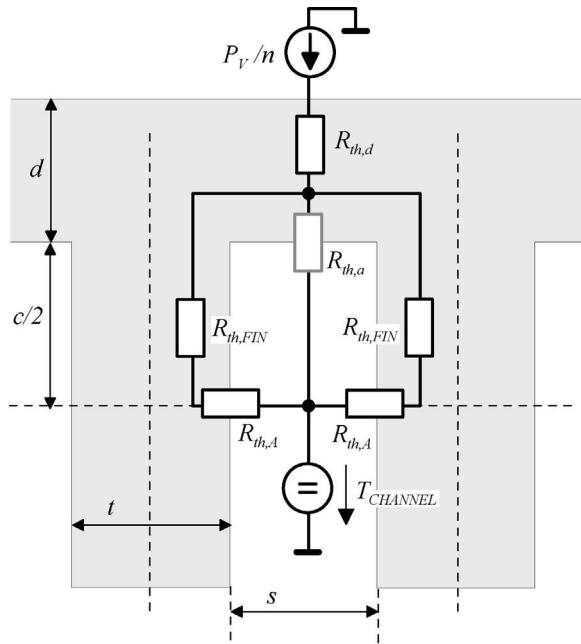 P_V /n
R_th,d
d
R_th,a
c/2
R_th,FIN
R_th,FIN
R_th,A
R_th,A
=
T_CHANNEL
t
s